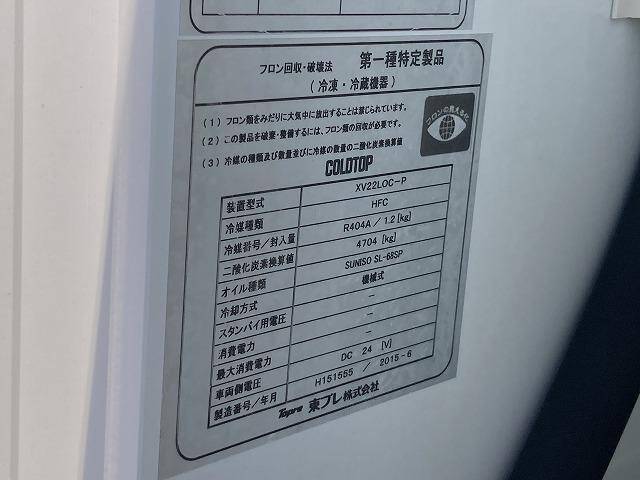 フロン回収・破壊法 第一種特定製品
(冷凍・冷蔵機器)
(1) フロン類をみだりに大気中に放出することは禁じられています。
(2) この製品を破棄・整備するには、フロン類の回収が必要です。
(3) 冷媒の種類及び数量並びに冷媒の数量の二酸化炭素換算値
フロンの見える化
COLDTOP
装置型式 XV22LOC-P
冷媒種類 HFC
冷媒番号/封入量 R404A / 1.2 [kg]
二酸化炭素換算値 4704 [kg]
オイル種類 SUNISO SL-68SP
冷却方式 機械式
スタンバイ用電圧 -
消費電力 -
最大消費電力 -
車両側電圧 DC 24 [V]
製造番号/年月 H151555 / 2015-6
Topre 東プレ株式会社